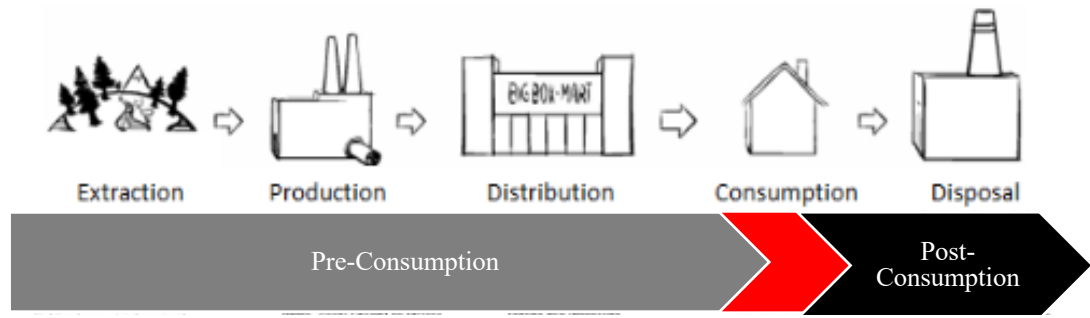 BIG BOX-MART
Extraction
Production
Distribution
Consumption
Disposal
Pre-Consumption
Post-
Consumption